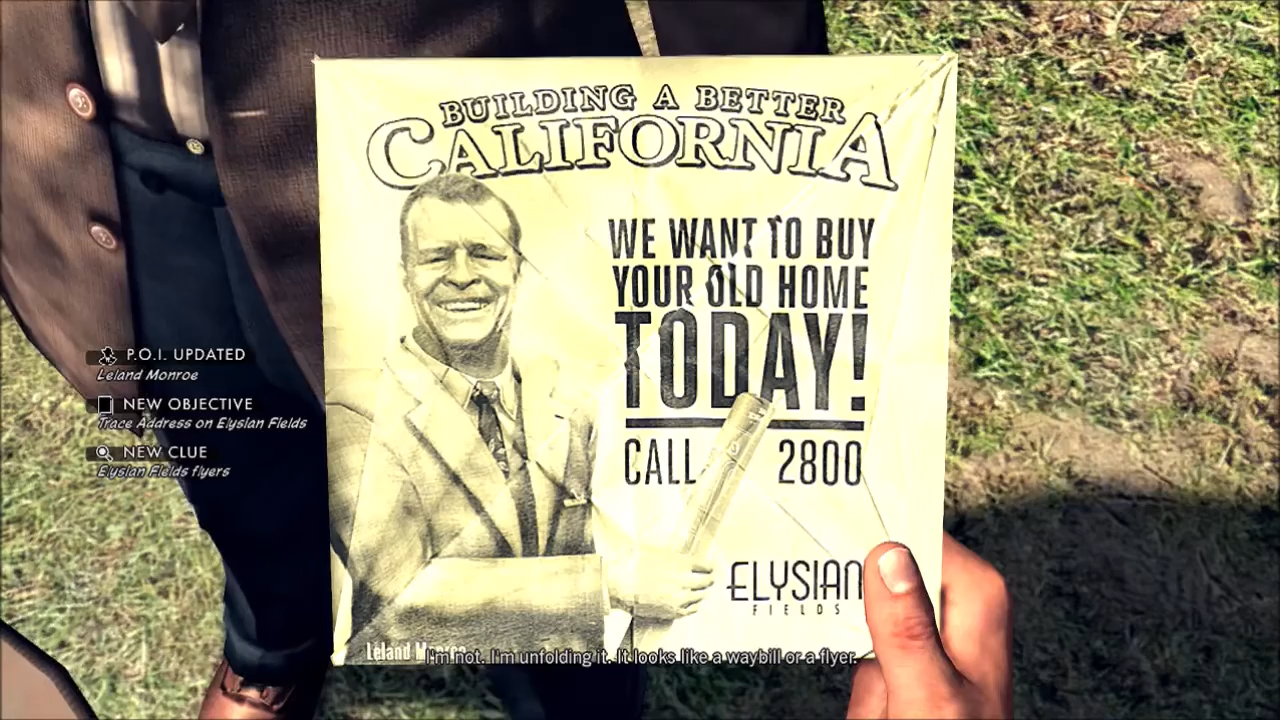 BUILDING A BETTER
CALIFORNIA
WE WANT TO BUY
YOUR OLD HOME
TODAY!
CALL 2800
ELYSIAN
FIELDS
P.O.I. UPDATED
Leland Monroe
NEW OBJECTIVE
Trace Address on Elysian Fields
NEW CLUE
Elysian Fields flyers
Leland Monroe
I'm not. I'm unfolding it. It looks like a waybill or a flyer.